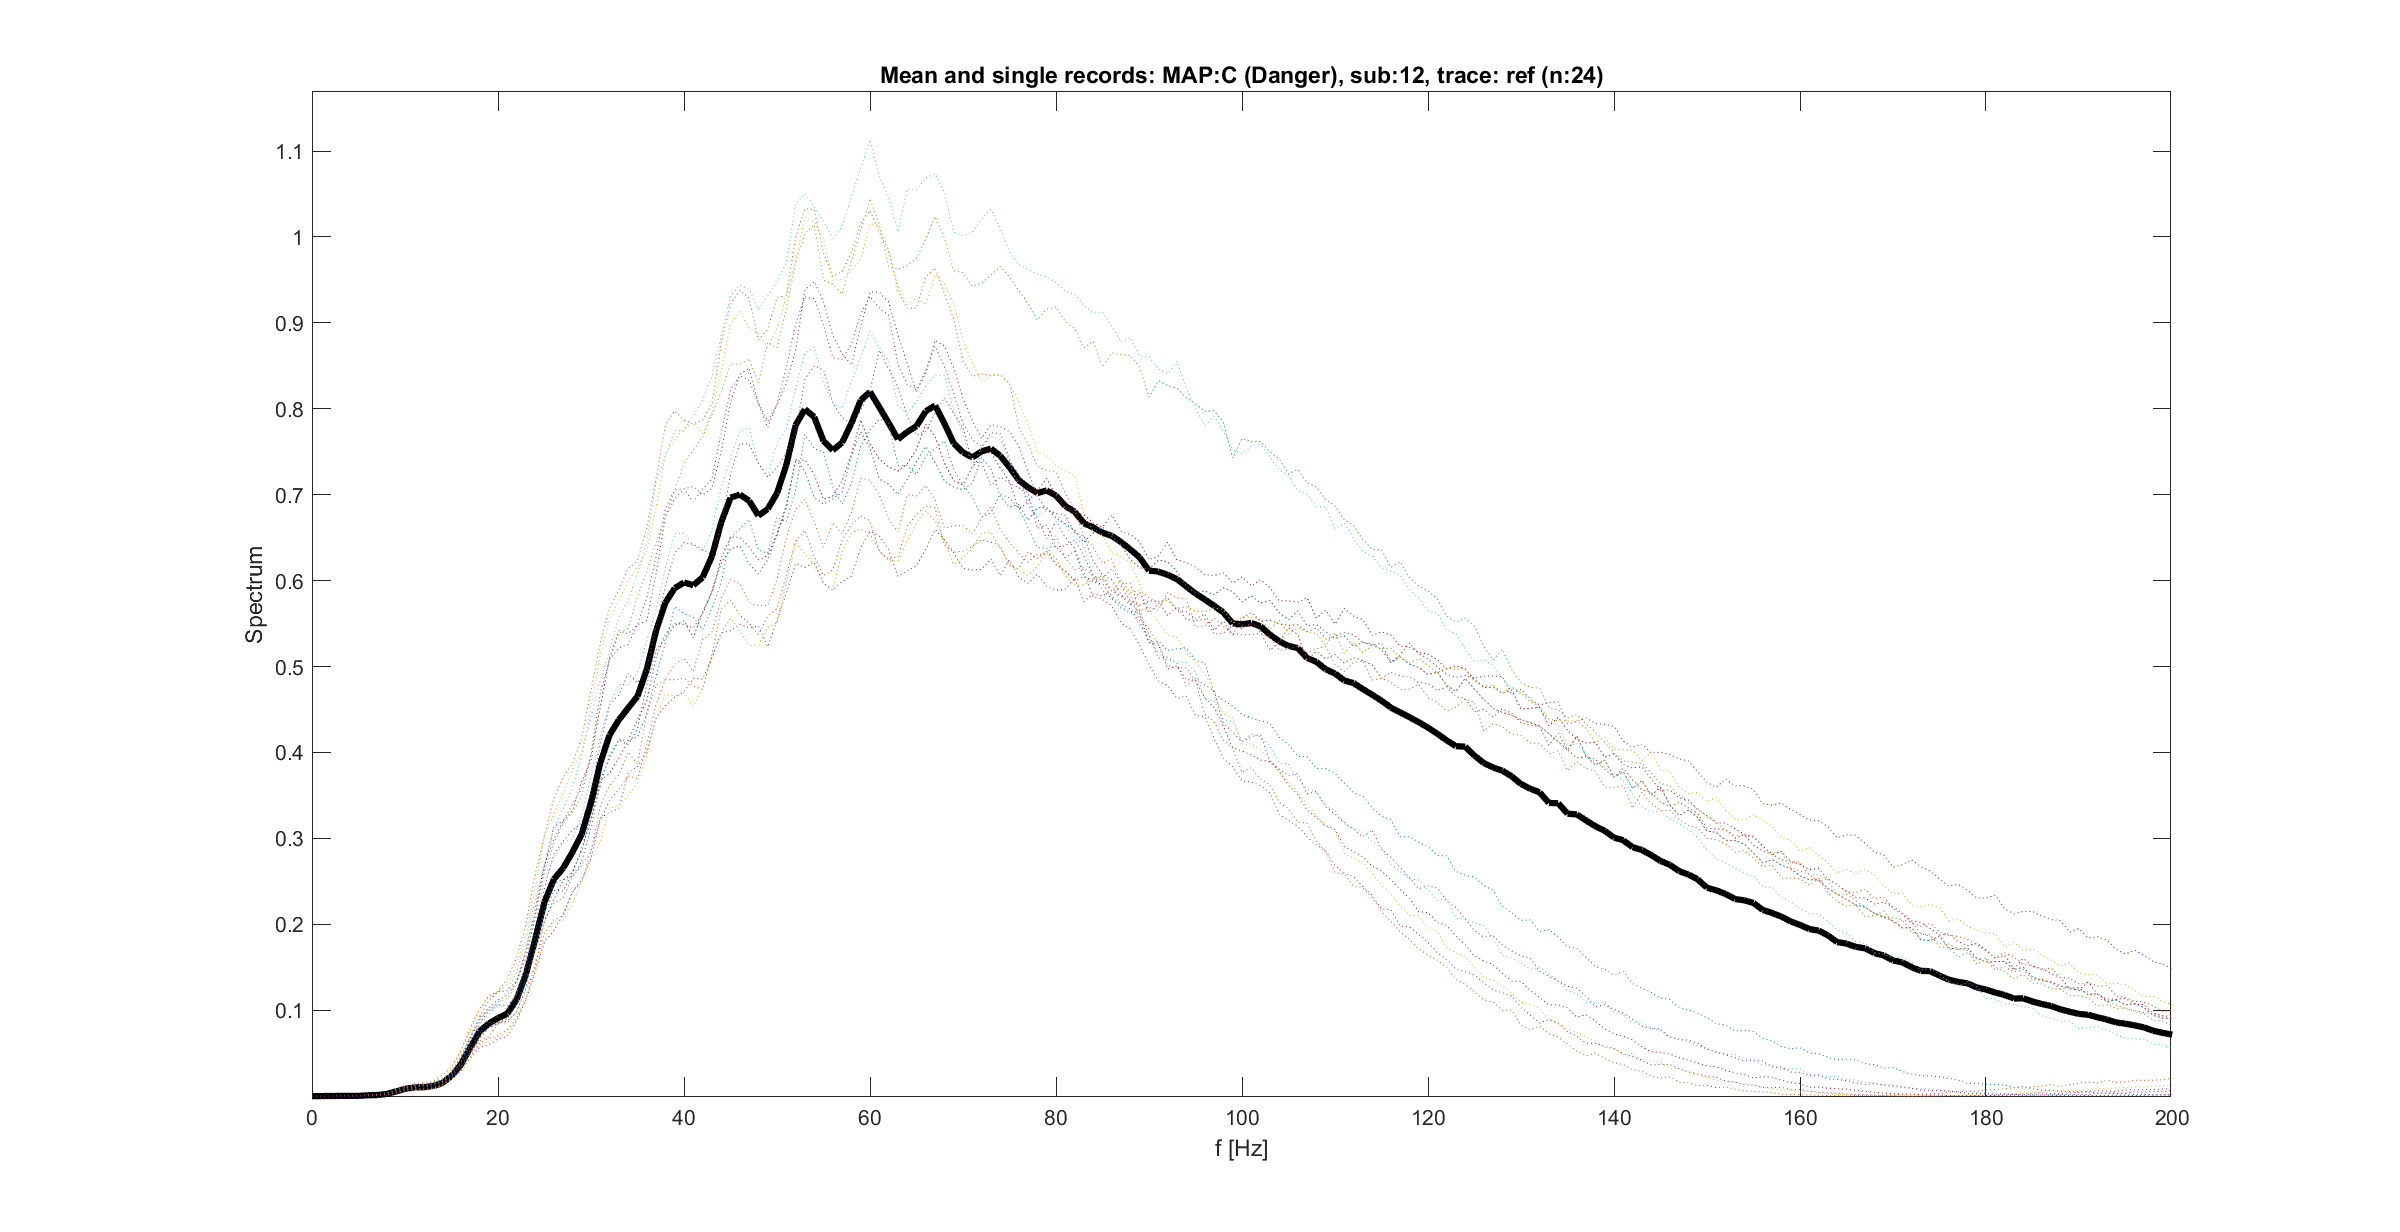 Mean and single records: MAP:C (Danger), sub:12, trace: ref (n:24)
1.1
1
0.9
0.8
0.7
0.6
0.5
0.4
0.3
0.2
0.1
Spectrum
0 20 40 60 80 100 120 140 160 180 200
f [Hz]